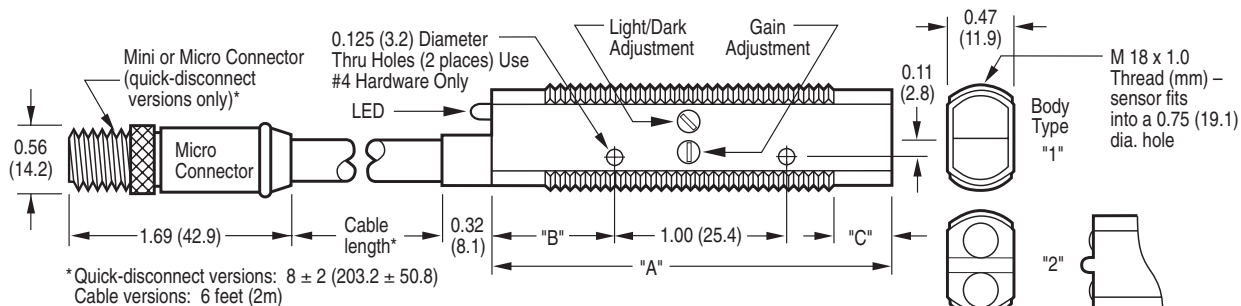 Mini or Micro Connector
(quick-disconnect
versions only)*
0.125 (3.2) Diameter
Thru Holes (2 places) Use
#4 Hardware Only
LED
Light/Dark
Adjustment
Gain
Adjustment
0.47
(11.9)
0.11
(2.8)
M 18 x 1.0
Thread (mm) –
sensor fits
into a 0.75 (19.1)
dia. hole
Body
Type
"1"
0.56
(14.2)
Micro
Connector
1.69 (42.9)
Cable
length*
0.32
(8.1)
"B"
1.00 (25.4)
"C"
"A"
"2"
*Quick-disconnect versions: 8 ± 2 (203.2 ± 50.8)
Cable versions: 6 feet (2m)